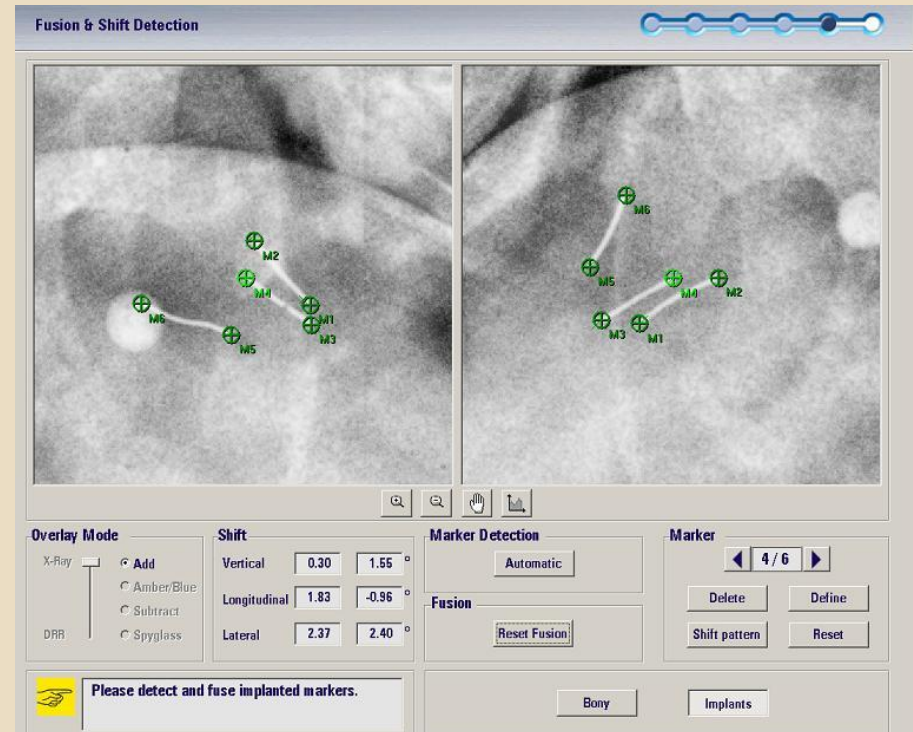 Fusion & Shift Detection
M2
M4
M1
M3
M6
M5
M6
M5
M4
M2
M3
M1
Overlay Mode
X-Ray
Add
Amber/Blue
Subtract
DRR
Spyglass
Shift
Vertical 0.30 1.55 °
Longitudinal 1.83 -0.96 °
Lateral 2.37 2.40 °
Marker Detection
Automatic
Fusion
Reset Fusion
Marker
4 / 6
Delete Define
Shift pattern Reset
Please detect and fuse implanted markers.
Bony Implants